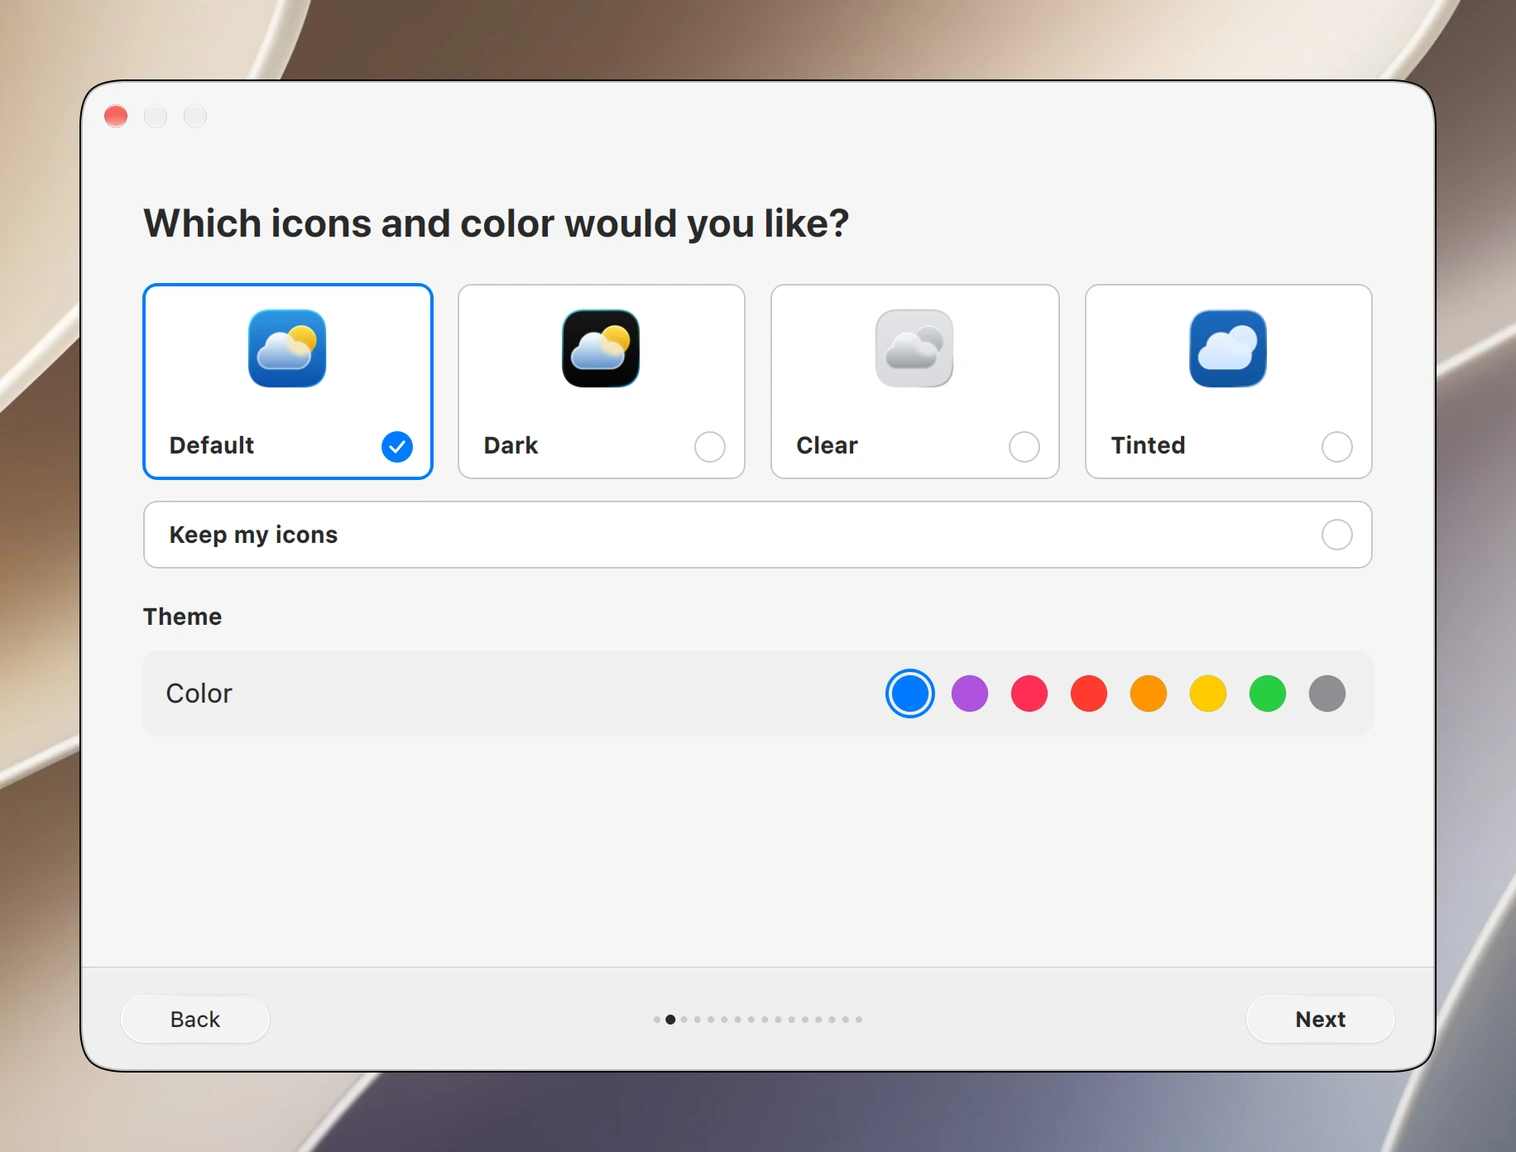 Which icons and color would you like?
Default
Dark
Clear
Tinted
Keep my icons
Theme
Color
Back
Next